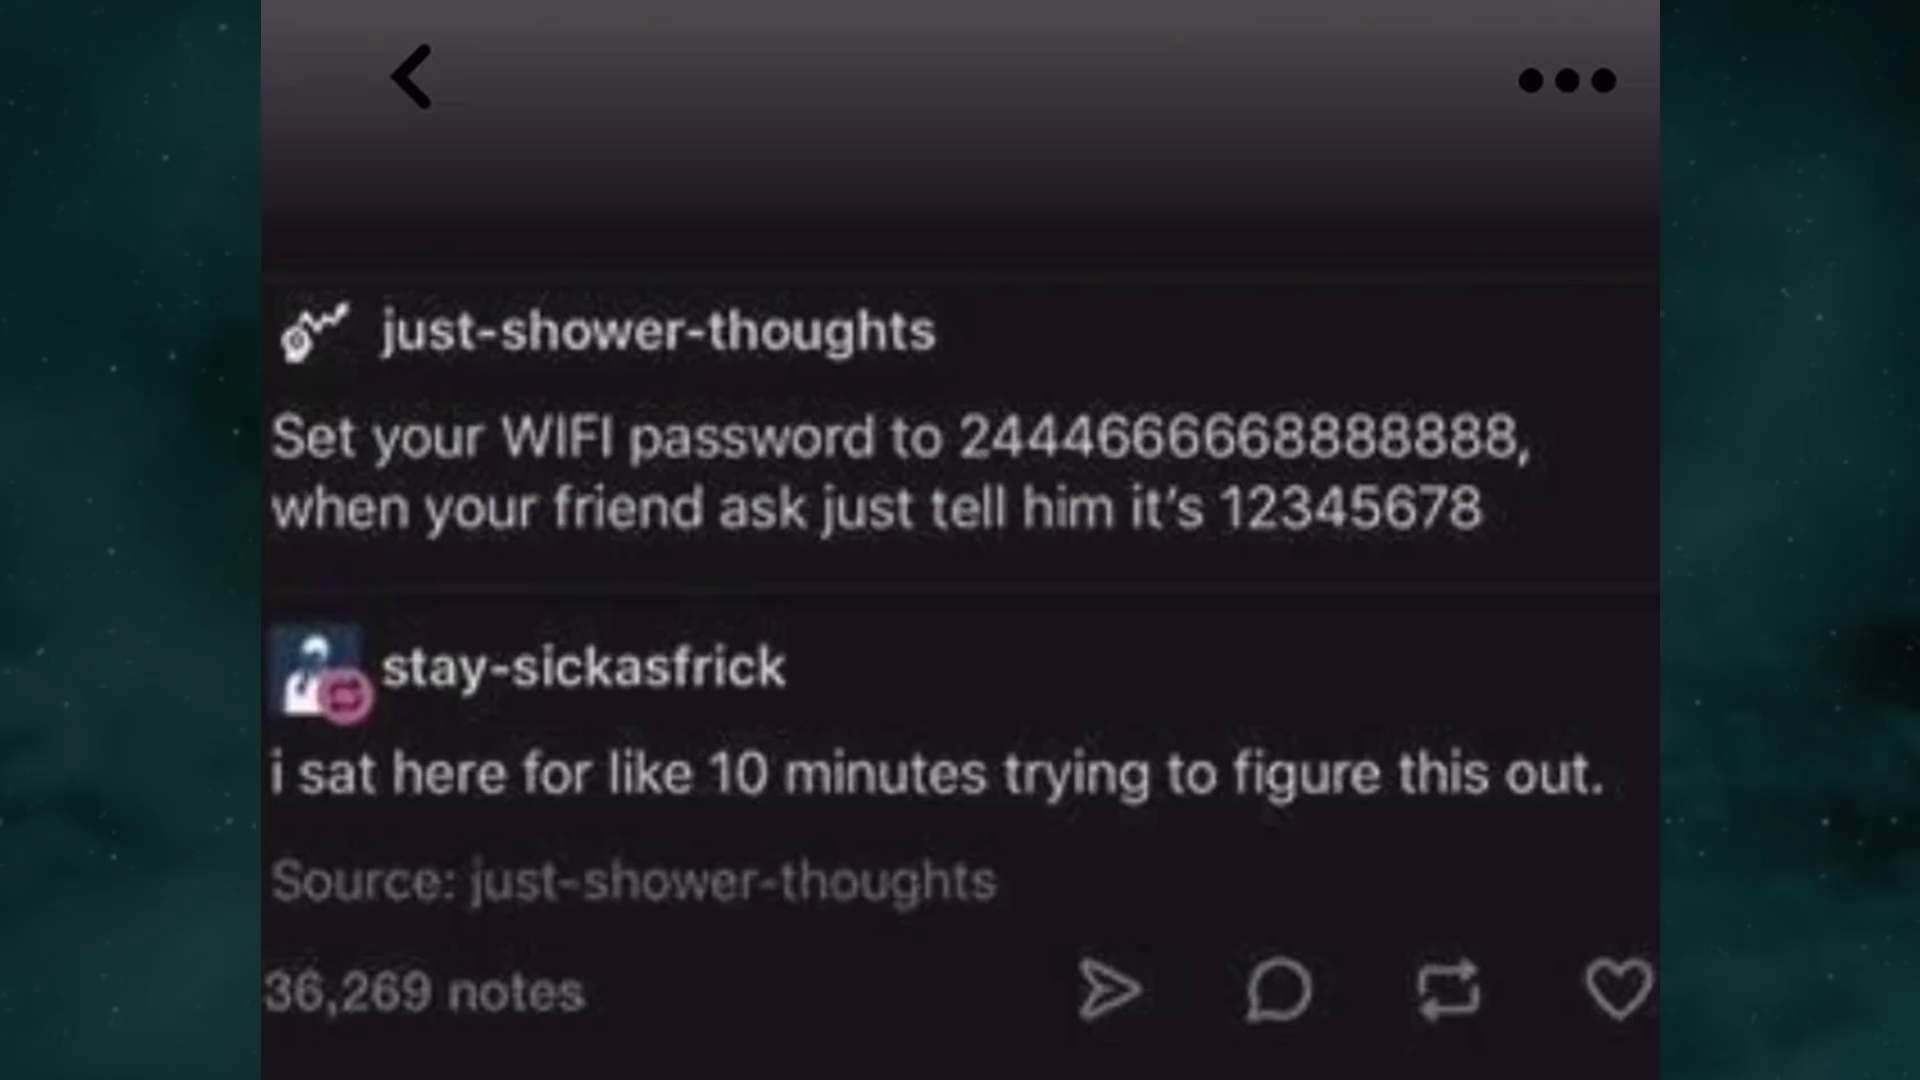 just-shower-thoughts
Set your WIFI password to 2444666668888888,
when your friend ask just tell him it's 12345678
stay-sickasfrick
i sat here for like 10 minutes trying to figure this out.
Source: just-shower-thoughts
36,269 notes